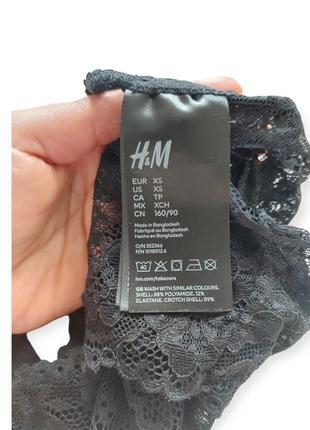 H&M
EUR XS
US XS
CA TP
MX XCH
CN 160/90
Made in Bangladesh
Fabriqué au Bangladesh
Hecho en Bangladesh
O/N 352366
P/N 1018012 6
40
hm.com/takecare
GB WASH WITH SIMILAR COLOURS.
SHELL: 88% POLYAMIDE. 12%
ELASTANE. CROTCH SHELL: 89%